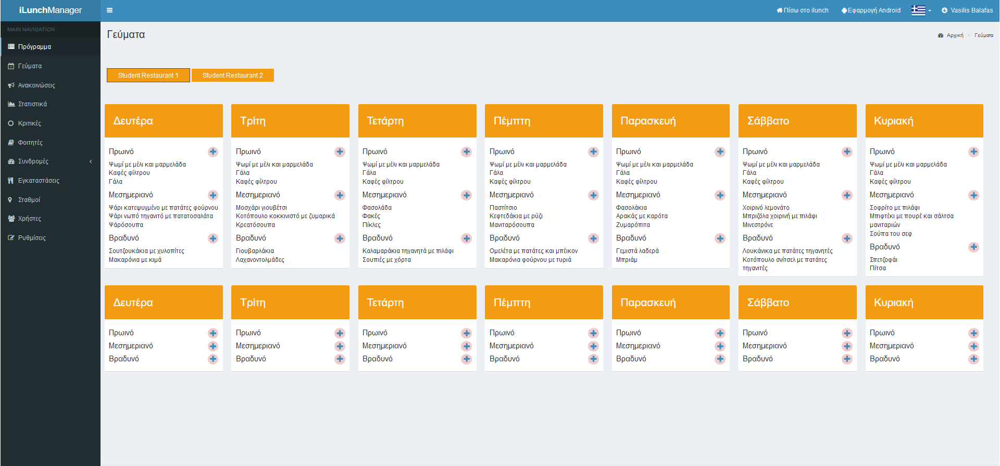 iLunchManager
Πίσω στο ilunch
Εφαρμογή Android
Vasilis Balafas
MAIN NAVIGATION
Πρόγραμμα
Γεύματα
Ανακοινώσεις
Στατιστικά
Κριτικές
Φοιτητές
Συνδρομές
Εγκαταστάσεις
Σταθμοί
Χρήστες
Ρυθμίσεις
Γεύματα
Αρχική > Γεύματα
Student Restaurant 1
Student Restaurant 2
Δευτέρα
Πρωινό
Ψωμί με μέλι και μαρμελάδα
Καφές φίλτρου
Γάλα
Μεσημεριανό
Ψάρι κατεψυγμένο με πατάτες φούρνου
Ψάρι νωπό τηγανιτό με πατατοσαλάτα
Ψάρόσουπα
Βραδυνό
Σουτζουκάκια με χυλοπίτες
Μακαρόνια με κιμά
Τρίτη
Πρωινό
Ψωμί με μέλι και μαρμελάδα
Γάλα
Καφές φίλτρου
Μεσημεριανό
Μοσχάρι γιουβέτσι
Κοτόπουλο κοκκινιστό με ζυμαρικά
Κρεατόσουπα
Βραδυνό
Γιουβαρλάκια
Λαχανοντολμάδες
Τετάρτη
Πρωινό
Ψωμί με μέλι και μαρμελάδα
Γάλα
Καφές φίλτρου
Μεσημεριανό
Φασολάδα
Φακές
Πίκλες
Βραδυνό
Καλαμαράκια τηγανητά με πιλάφι
Σουπιές με χόρτα
Πέμπτη
Πρωινό
Ψωμί με μέλι και μαρμελάδα
Γάλα
Καφές φίλτρου
Μεσημεριανό
Παστίτσιο
Κεφτεδάκια με ρύζι
Μανιταρόσουπα
Βραδυνό
Ομελέτα με πατάτες και μπέικον
Μακαρόνια φούρνου με τυριά
Παρασκευή
Πρωινό
Ψωμί με μέλι και μαρμελάδα
Γάλα
Καφές φίλτρου
Μεσημεριανό
Φασολάκια
Αρακάς με καρότα
Ζυμαρόπιτα
Βραδυνό
Γεμιστά λαδερά
Μπριάμ
Σάββατο
Πρωινό
Ψωμί με μέλι και μαρμελάδα
Γάλα
Καφές φίλτρου
Μεσημεριανό
Χοιρινό λεμονάτο
Μπριζόλα χοιρινή με πιλάφι
Μινεστρόνε
Βραδυνό
Λουκάνικα με πατάτες τηγανητές
Κοτόπουλο σνίτσελ με πατάτες
τηγανιτές
Κυριακή
Πρωινό
Ψωμί με μέλι και μαρμελάδα
Γάλα
Καφές φίλτρου
Μεσημεριανό
Σοφρίτο με πιλάφι
Μπιφτέκι με πουρέ και σάλτσα
μανιταριών
Σούπα του σεφ
Βραδυνό
Σπετζοφάι
Πίτσα
Δευτέρα
Πρωινό
Μεσημεριανό
Βραδυνό
Τρίτη
Πρωινό
Μεσημεριανό
Βραδυνό
Τετάρτη
Πρωινό
Μεσημεριανό
Βραδυνό
Πέμπτη
Πρωινό
Μεσημεριανό
Βραδυνό
Παρασκευή
Πρωινό
Μεσημεριανό
Βραδυνό
Σάββατο
Πρωινό
Μεσημεριανό
Βραδυνό
Κυριακή
Πρωινό
Μεσημεριανό
Βραδυνό